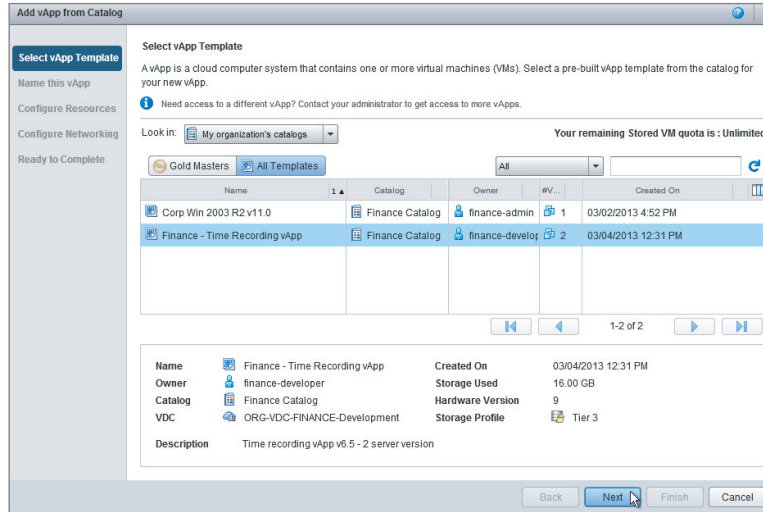 Add vApp from Catalog
Select vApp Template
Name this vApp
Configure Resources
Configure Networking
Ready to Complete
Select vApp Template
A vApp is a cloud computer system that contains one or more virtual machines (VMs). Select a pre-built vApp template from the catalog for
your new vApp.
Need access to a different vApp? Contact your administrator to get access to more vApps.
Look in: My organization's catalogs Your remaining Stored VM quota is : Unlimited
Gold Masters All Templates All
Name 1 Catalog Owner #V... Created On
Corp Win 2003 R2 v11.0 Finance Catalog finance-admin 1 03/02/2013 4:52 PM
Finance - Time Recording vApp Finance Catalog finance-develop 2 03/04/2013 12:31 PM
1-2 of 2
Name Finance - Time Recording vApp Created On 03/04/2013 12:31 PM
Owner finance-developer Storage Used 16.00 GB
Catalog Finance Catalog Hardware Version 9
VDC ORG-VDC-FINANCE-Development Storage Profile Tier 3
Description Time recording vApp v6.5 - 2 server version
Back Next Finish Cancel